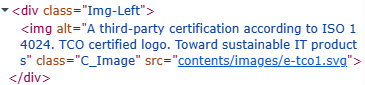 ▼<div class="Img-Left">
<img alt="A third-party certification according to ISO 1
4024. TCO certified logo. Toward sustainable IT product
s" class="C_Image" src="contents/images/e-tco1.svg">
</div>